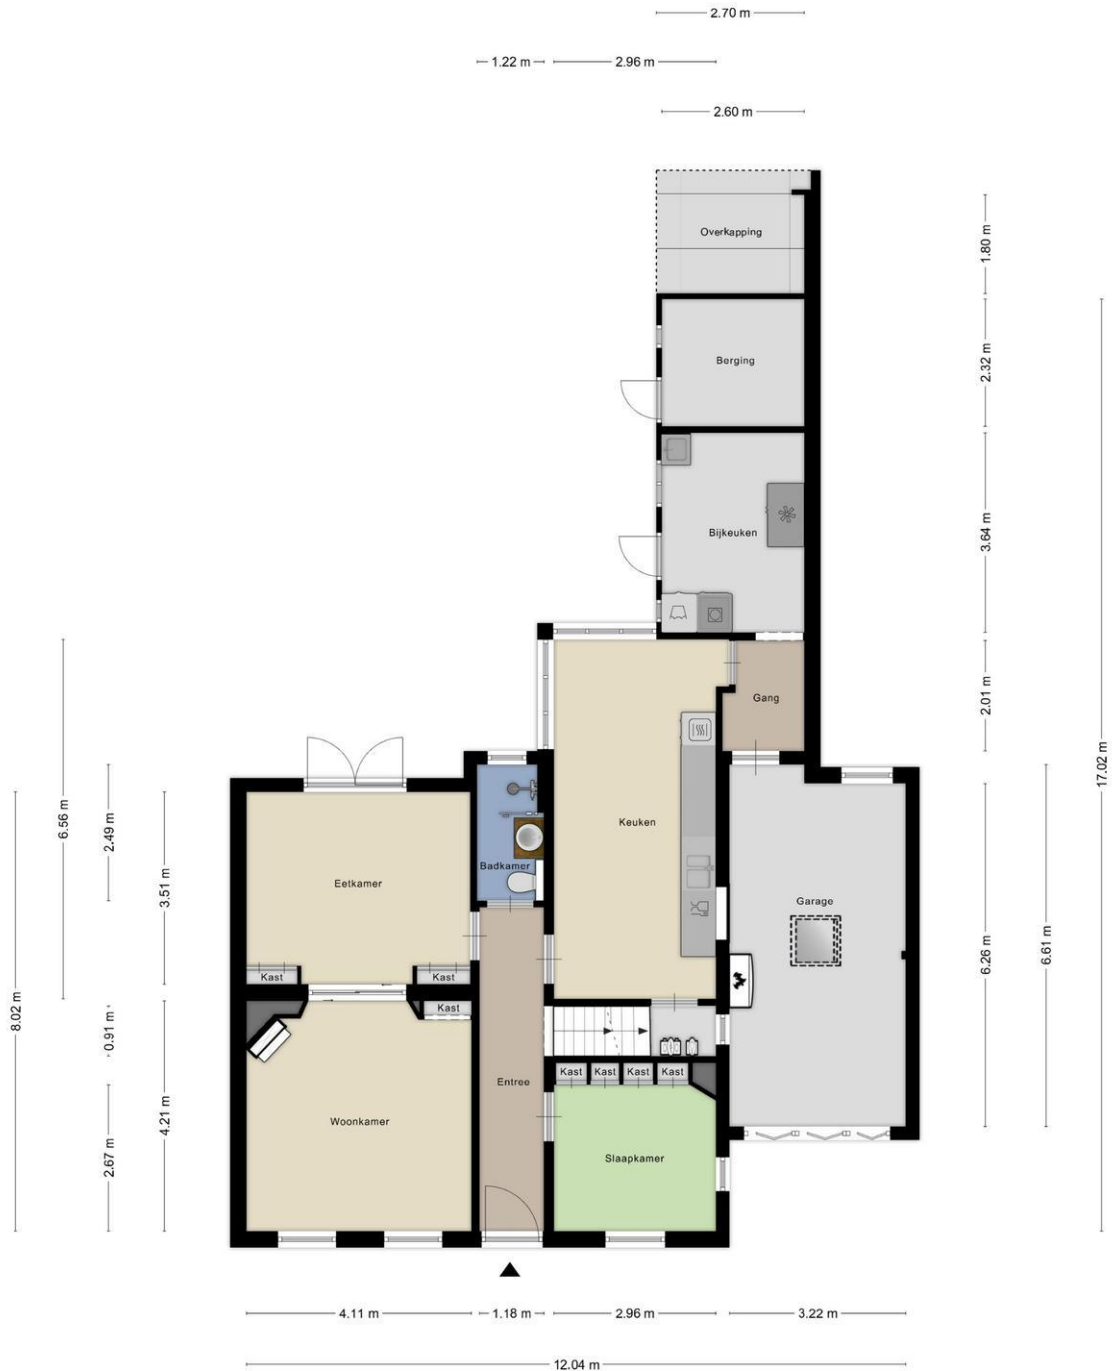 2.70 m
1.22 m
2.96 m
2.60 m
Overkapping
1.80 m
Berging
2.32 m
Bijkeuken
3.64 m
Gang
2.01 m
17.02 m
6.56 m
2.49 m
3.51 m
8.02 m
Keuken
Badkamer
Eetkamer
Garage
6.26 m
6.61 m
Kast
Kast
Kast
0.91 m
4.21 m
2.67 m
Entree
Kast
Kast
Kast
Kast
Woonkamer
Slaapkamer
4.11 m
1.18 m
2.96 m
3.22 m
12.04 m